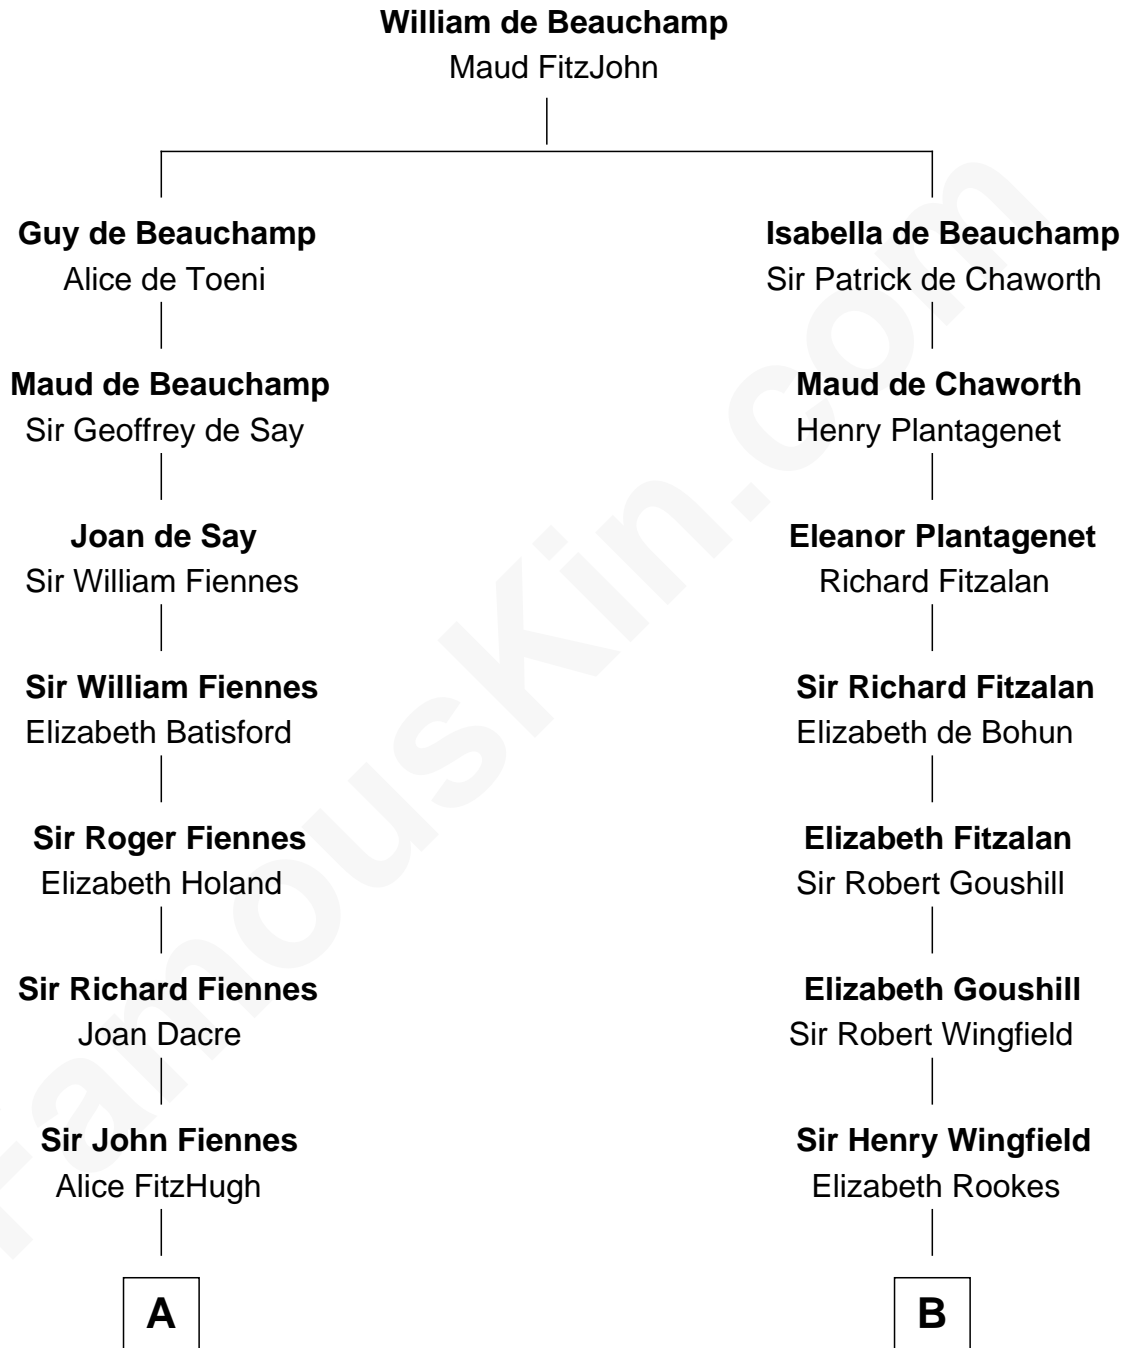 William de Beauchamp
Maud FitzJohn
Guy de Beauchamp
Alice de Toeni
Isabella de Beauchamp
Sir Patrick de Chaworth
Maud de Beauchamp
Sir Geoffrey de Say
Maud de Chaworth
Henry Plantagenet
Joan de Say
Sir William Fiennes
Eleanor Plantagenet
Richard Fitzalan
Sir William Fiennes
Elizabeth Batisford
Sir Richard Fitzalan
Elizabeth de Bohun
Sir Roger Fiennes
Elizabeth Holand
Elizabeth Fitzalan
Sir Robert Goushill
Sir Richard Fiennes
Joan Dacre
Elizabeth Goushill
Sir Robert Wingfield
Sir John Fiennes
Alice FitzHugh
Sir Henry Wingfield
Elizabeth Rookes
A
B
FamousKin.com